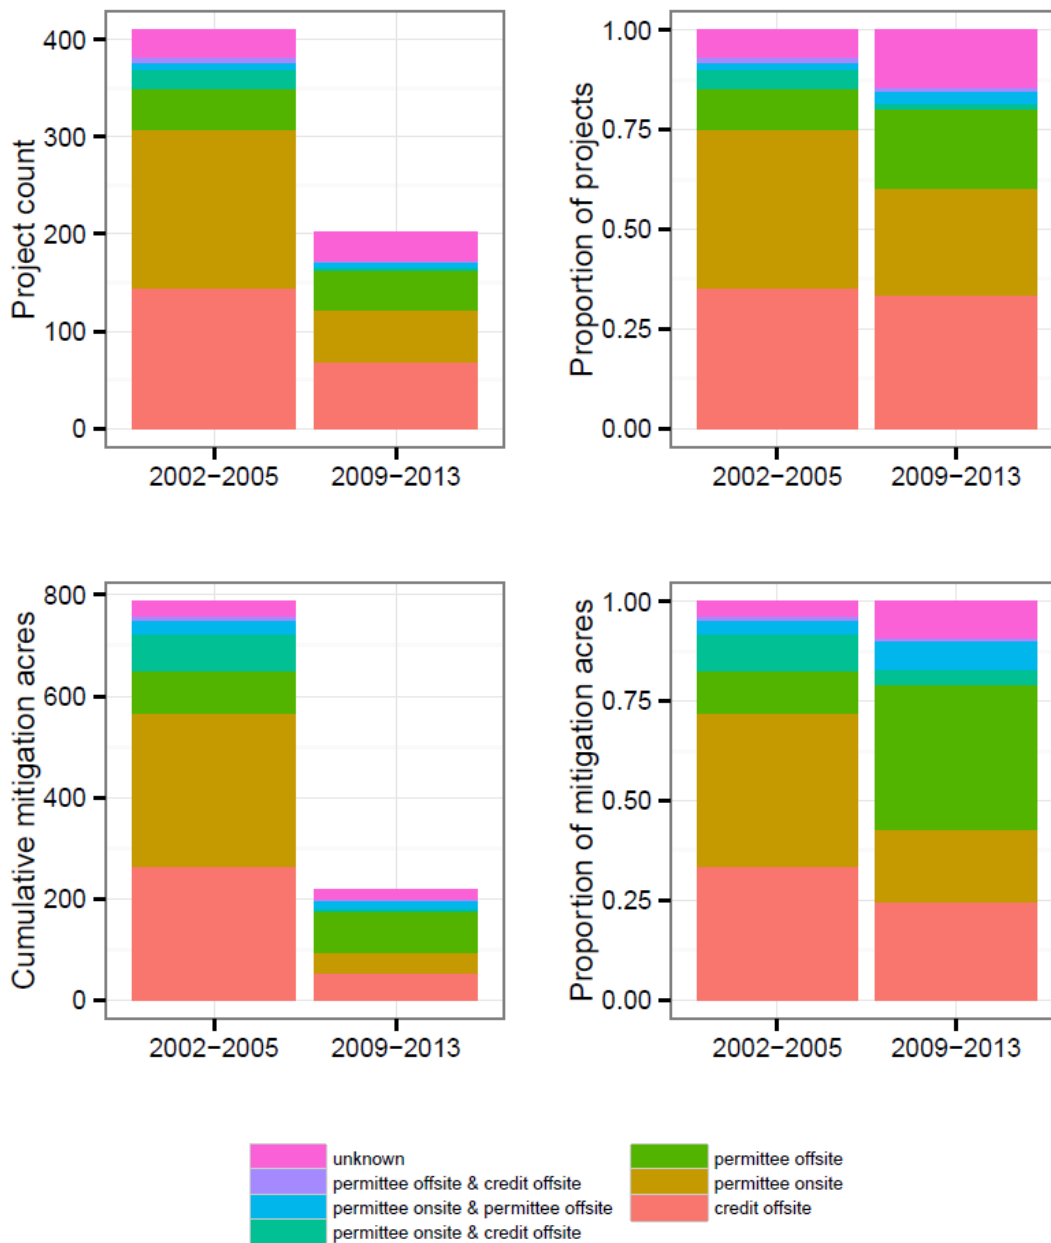 Project count
400
300
200
100
0
2002−2005
2009−2013
Proportion of projects
1.00
0.75
0.50
0.25
0.00
2002−2005
2009−2013
Cumulative mitigation acres
800
600
400
200
0
2002−2005
2009−2013
Proportion of mitigation acres
1.00
0.75
0.50
0.25
0.00
2002−2005
2009−2013
unknown
permittee offsite & credit offsite
permittee onsite & permittee offsite
permittee onsite & credit offsite
permittee offsite
permittee onsite
credit offsite